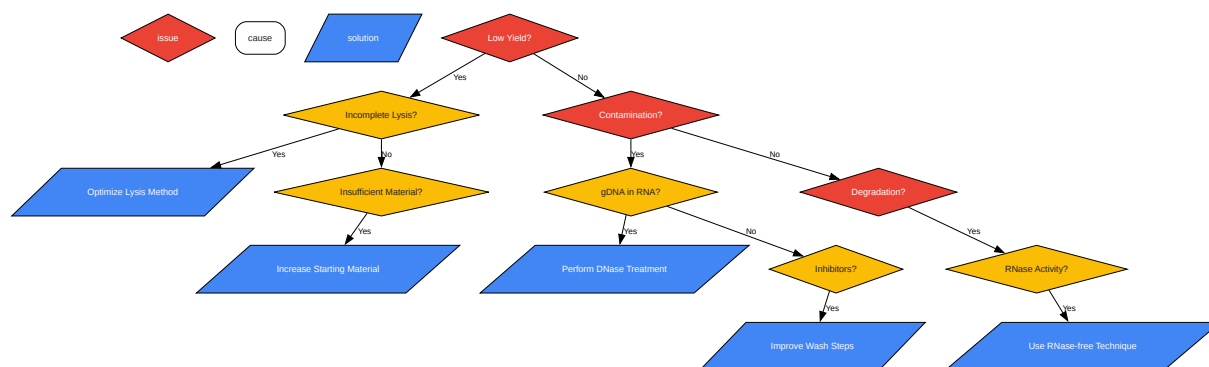 issue
cause
solution
Low Yield?
Yes
No
Incomplete Lysis?
Contamination?
Yes
No
Yes
No
Optimize Lysis Method
Insufficient Material?
gDNA in RNA?
Degradation?
Yes
Yes
No
Yes
Increase Starting Material
Perform DNase Treatment
Inhibitors?
RNase Activity?
Yes
Yes
Improve Wash Steps
Use RNase-free Technique